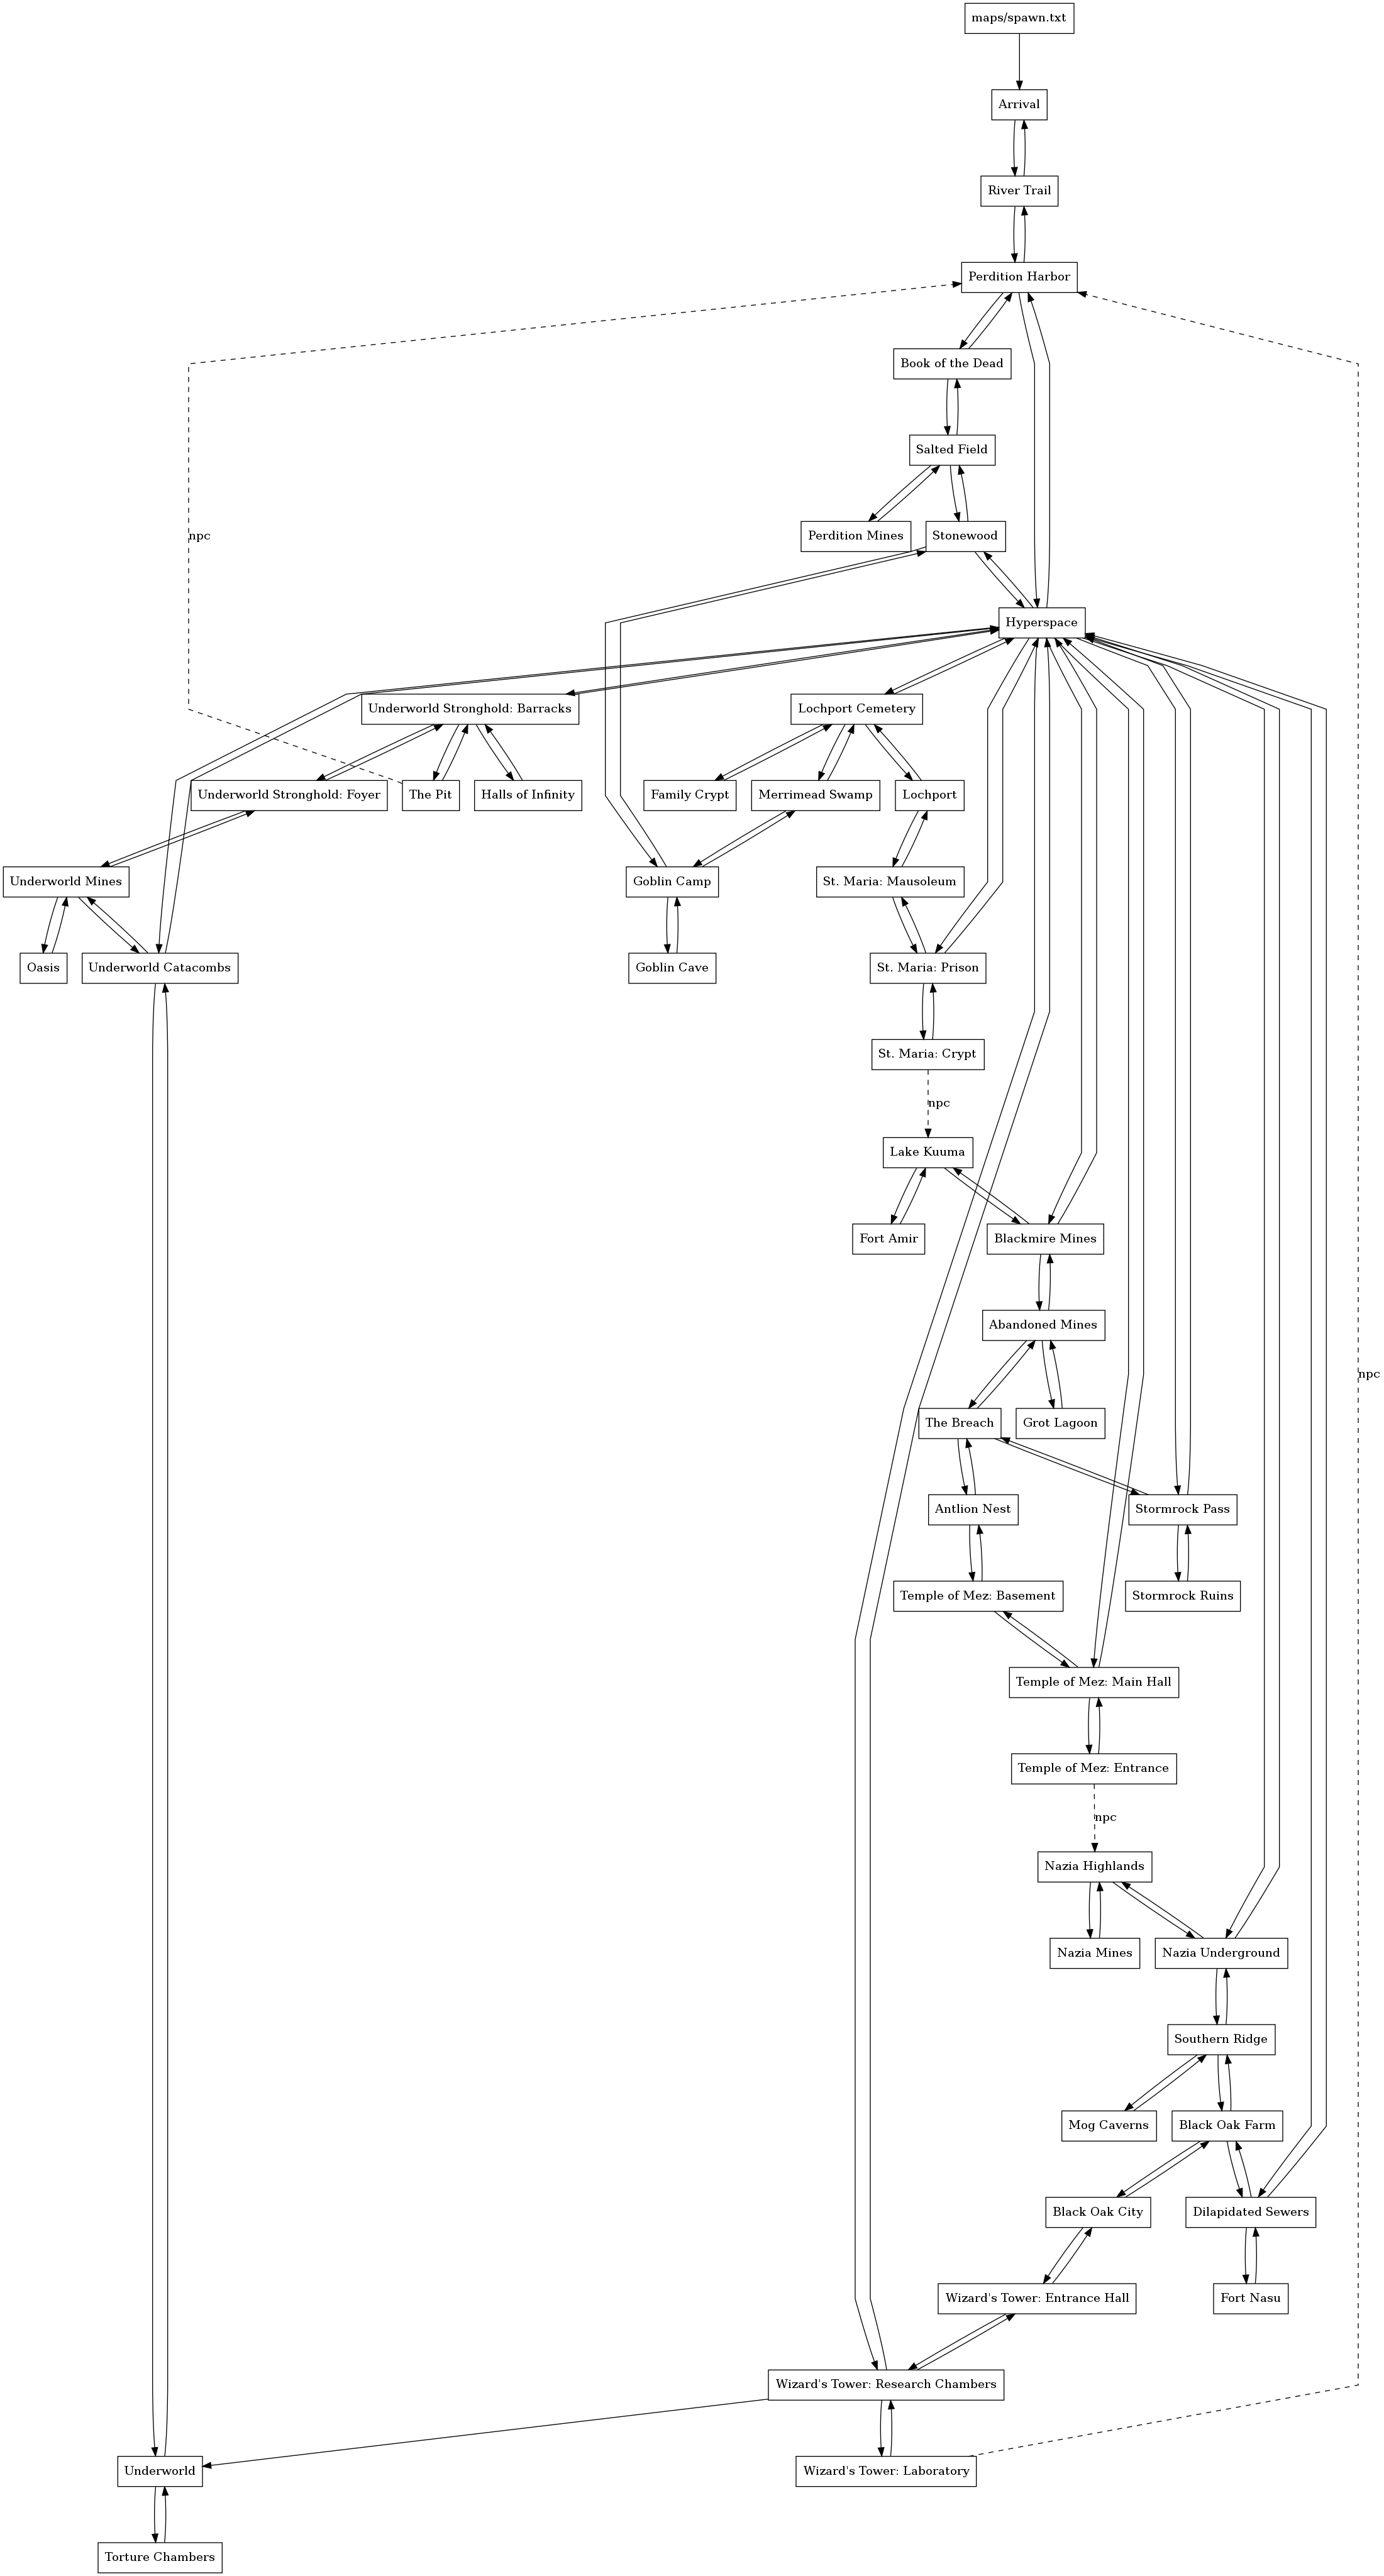 maps/spawn.txt
Arrival
River Trail
Perdition Harbor
Book of the Dead
Salted Field
npc
Perdition Mines
Stonewood
Hyperspace
Underworld Stronghold: Barracks
Lochport Cemetery
Underworld Stronghold: Foyer
The Pit
Halls of Infinity
Family Crypt
Merrimead Swamp
Lochport
Underworld Mines
Goblin Camp
St. Maria: Mausoleum
Oasis
Underworld Catacombs
Goblin Cave
St. Maria: Prison
St. Maria: Crypt
npc
Lake Kuuma
Fort Amir
Blackmire Mines
Abandoned Mines
npc
The Breach
Grot Lagoon
Antlion Nest
Stormrock Pass
Temple of Mez: Basement
Stormrock Ruins
Temple of Mez: Main Hall
Temple of Mez: Entrance
npc
Nazia Highlands
Nazia Mines
Nazia Underground
Southern Ridge
Mog Caverns
Black Oak Farm
Black Oak City
Dilapidated Sewers
Wizard's Tower: Entrance Hall
Fort Nasu
Wizard's Tower: Research Chambers
Underworld
Wizard's Tower: Laboratory
Torture Chambers